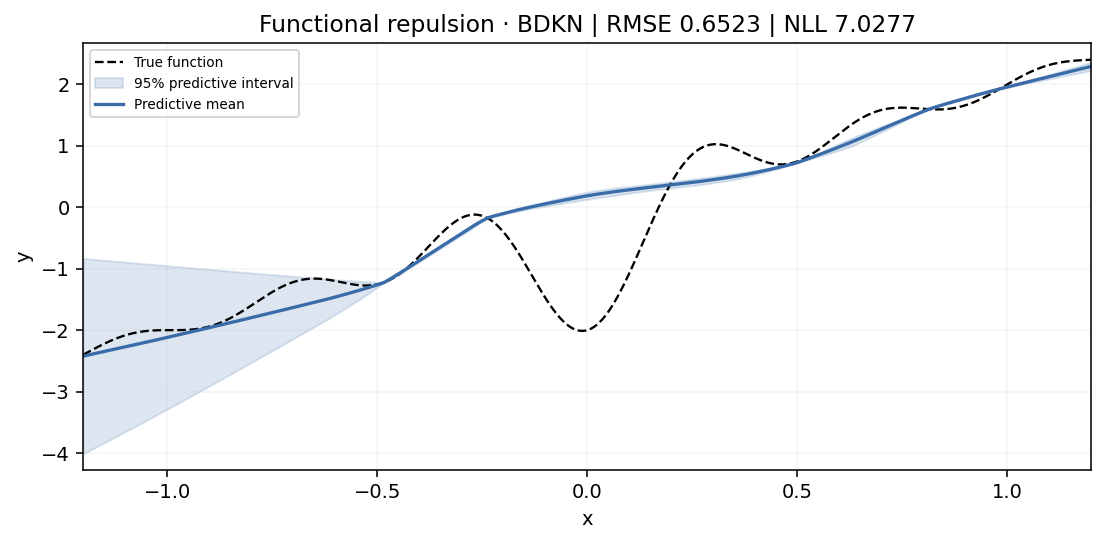 Functional repulsion · BDKN | RMSE 0.6523 | NLL 7.0277
True function
95% predictive interval
Predictive mean
y
2
1
0
−1
−2
−3
−4
−1.0 −0.5 0.0 0.5 1.0
x